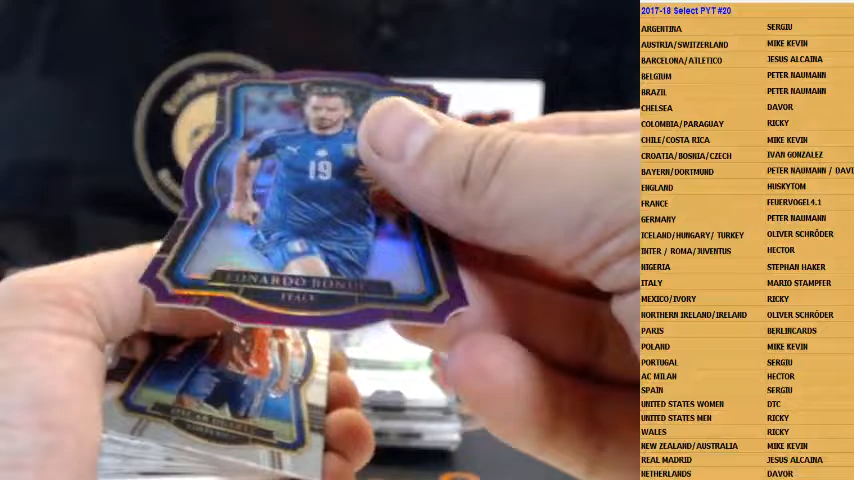 2017-18 Select PYT #20
ARGENTINA SERGIU
AUSTRIA/SWITZERLAND MIKE KEVIN
BARCELONA/ATLETICO JESUS ALCAINA
BELGIUM PETER NAUMANN
BRAZIL PETER NAUMANN
CHELSEA DAVOR
COLOMBIA/PARAGUAY RICKY
CHILE/COSTA RICA MIKE KEVIN
CROATIA/BOSNIA/CZECH IVAN GONZALEZ
BAYERN/DORTMUND PETER NAUMANN / DAVI
ENGLAND HUSKYTOM
FRANCE FEUERVOGEL4.1
GERMANY PETER NAUMANN
ICELAND/HUNGARY/ TURKEY OLIVER SCHRÖDER
INTER / ROMA/JUVENTUS HECTOR
NIGERIA STEPHAN HAKER
ITALY MARIO STAMPFER
MEXICO/IVORY RICKY
NORTHERN IRELAND/IRELAND OLIVER SCHRÖDER
PARIS BERLINCARDS
POLAND MIKE KEVIN
PORTUGAL SERGIU
AC MILAN HECTOR
SPAIN SERGIU
UNITED STATES WOMEN DTC
UNITED STATES MEN RICKY
WALES RICKY
NEW ZEALAND/AUSTRALIA MIKE KEVIN
REAL MADRID JESUS ALCAINA
NETHERLANDS DAVOR
19
ITALY